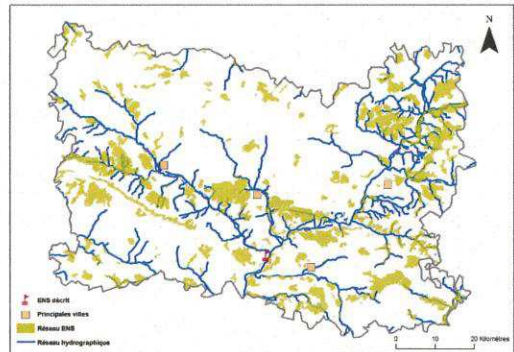 N
ENS décrit
Principales villes
Réseau ENS
Réseau hydrographique
0 10 20 Kilomètres